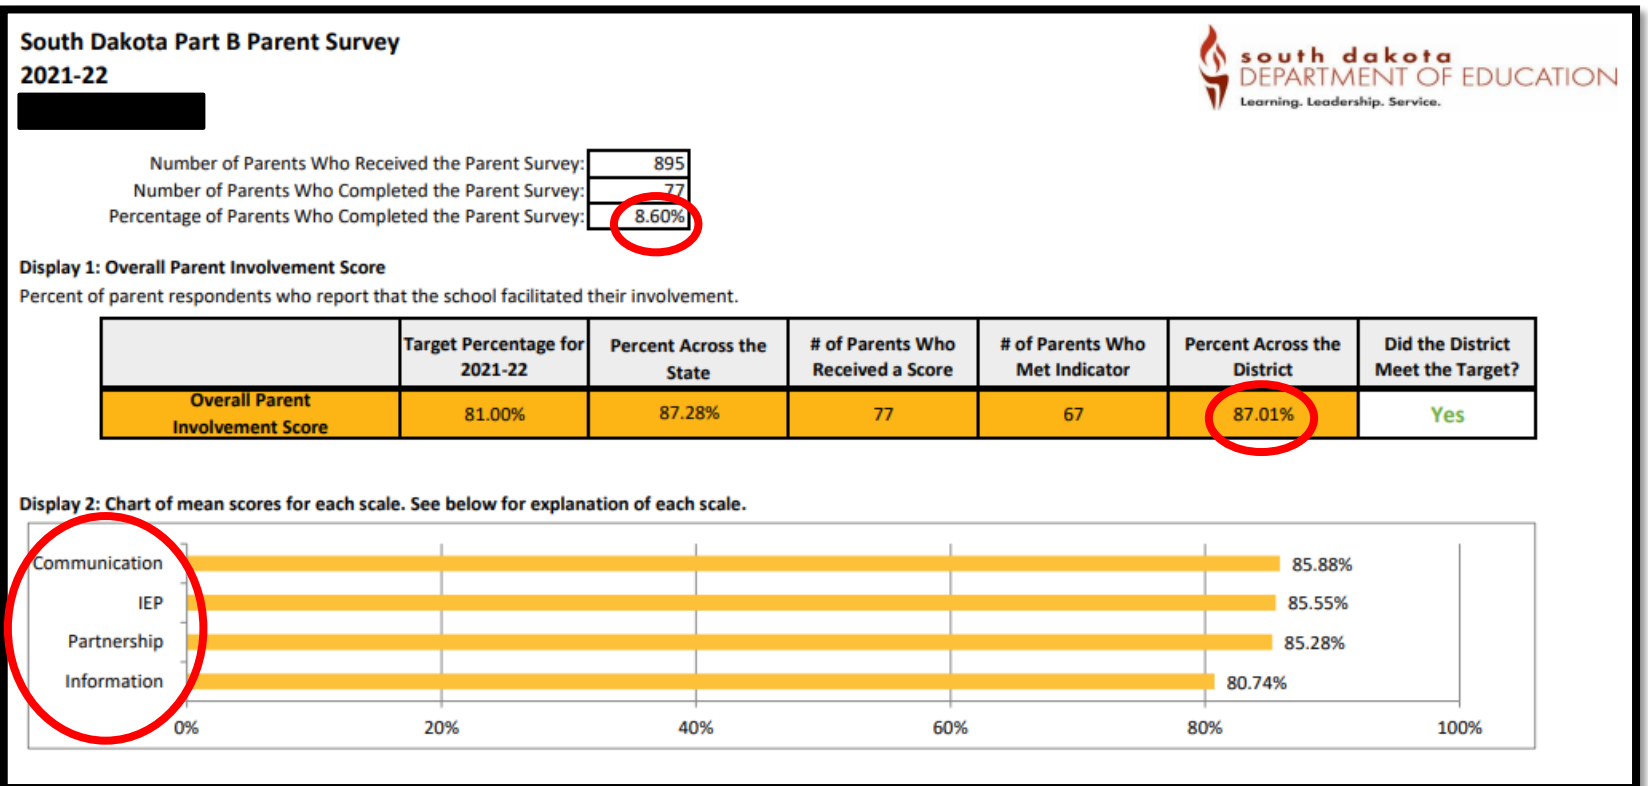 South Dakota Part B Parent Survey
2021-22
south dakota
DEPARTMENT OF EDUCATION
Learning. Leadership. Service.
Number of Parents Who Received the Parent Survey: 895
Number of Parents Who Completed the Parent Survey: 77
Percentage of Parents Who Completed the Parent Survey: 8.60%
Display 1: Overall Parent Involvement Score
Percent of parent respondents who report that the school facilitated their involvement.
Target Percentage for 2021-22 Percent Across the State # of Parents Who Received a Score # of Parents Who Met Indicator Percent Across the District Did the District Meet the Target?
Overall Parent Involvement Score 81.00% 87.28% 77 67 87.01% Yes
Display 2: Chart of mean scores for each scale. See below for explanation of each scale.
Communication 85.88%
IEP 85.55%
Partnership 85.28%
Information 80.74%
0% 20% 40% 60% 80% 100%